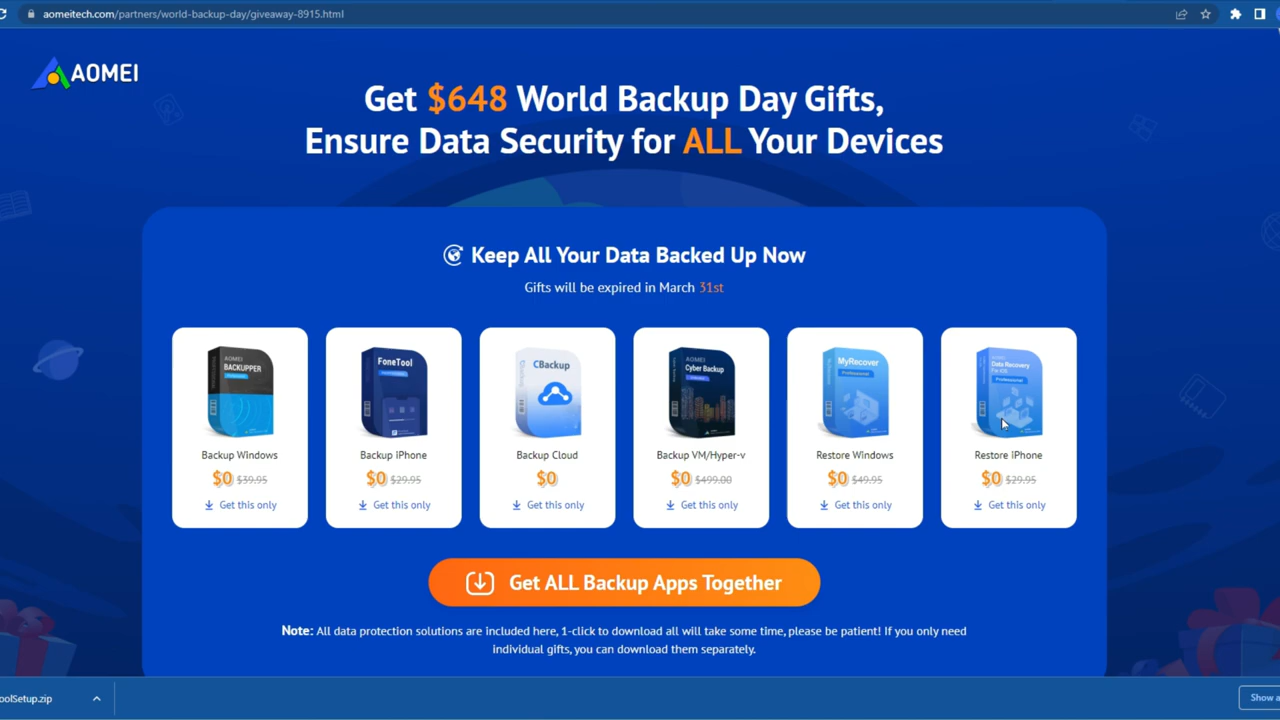 aomeitech.com/partners/world-backup-day/giveaway-8915.html
AOMEI
Get $648 World Backup Day Gifts,
Ensure Data Security for ALL Your Devices
Keep All Your Data Backed Up Now
Gifts will be expired in March 31st
AOMEI
BACKUPPER
FoneTool
CBackup
AOMEI
Cyber Backup
MyRecover
Professional
AOMEI
Data Recovery
For iOS
Professional
Backup Windows
Backup iPhone
Backup Cloud
Backup VM/Hyper-v
Restore Windows
Restore iPhone
$0 $39.95
$0 $29.95
$0
$0 $499.00
$0 $49.95
$0 $29.95
Get this only
Get this only
Get this only
Get this only
Get this only
Get this only
Get ALL Backup Apps Together
Note: All data protection solutions are included here, 1-click to download all will take some time, please be patient! If you only need
individual gifts, you can download them separately.
oolSetup.zip
Show a